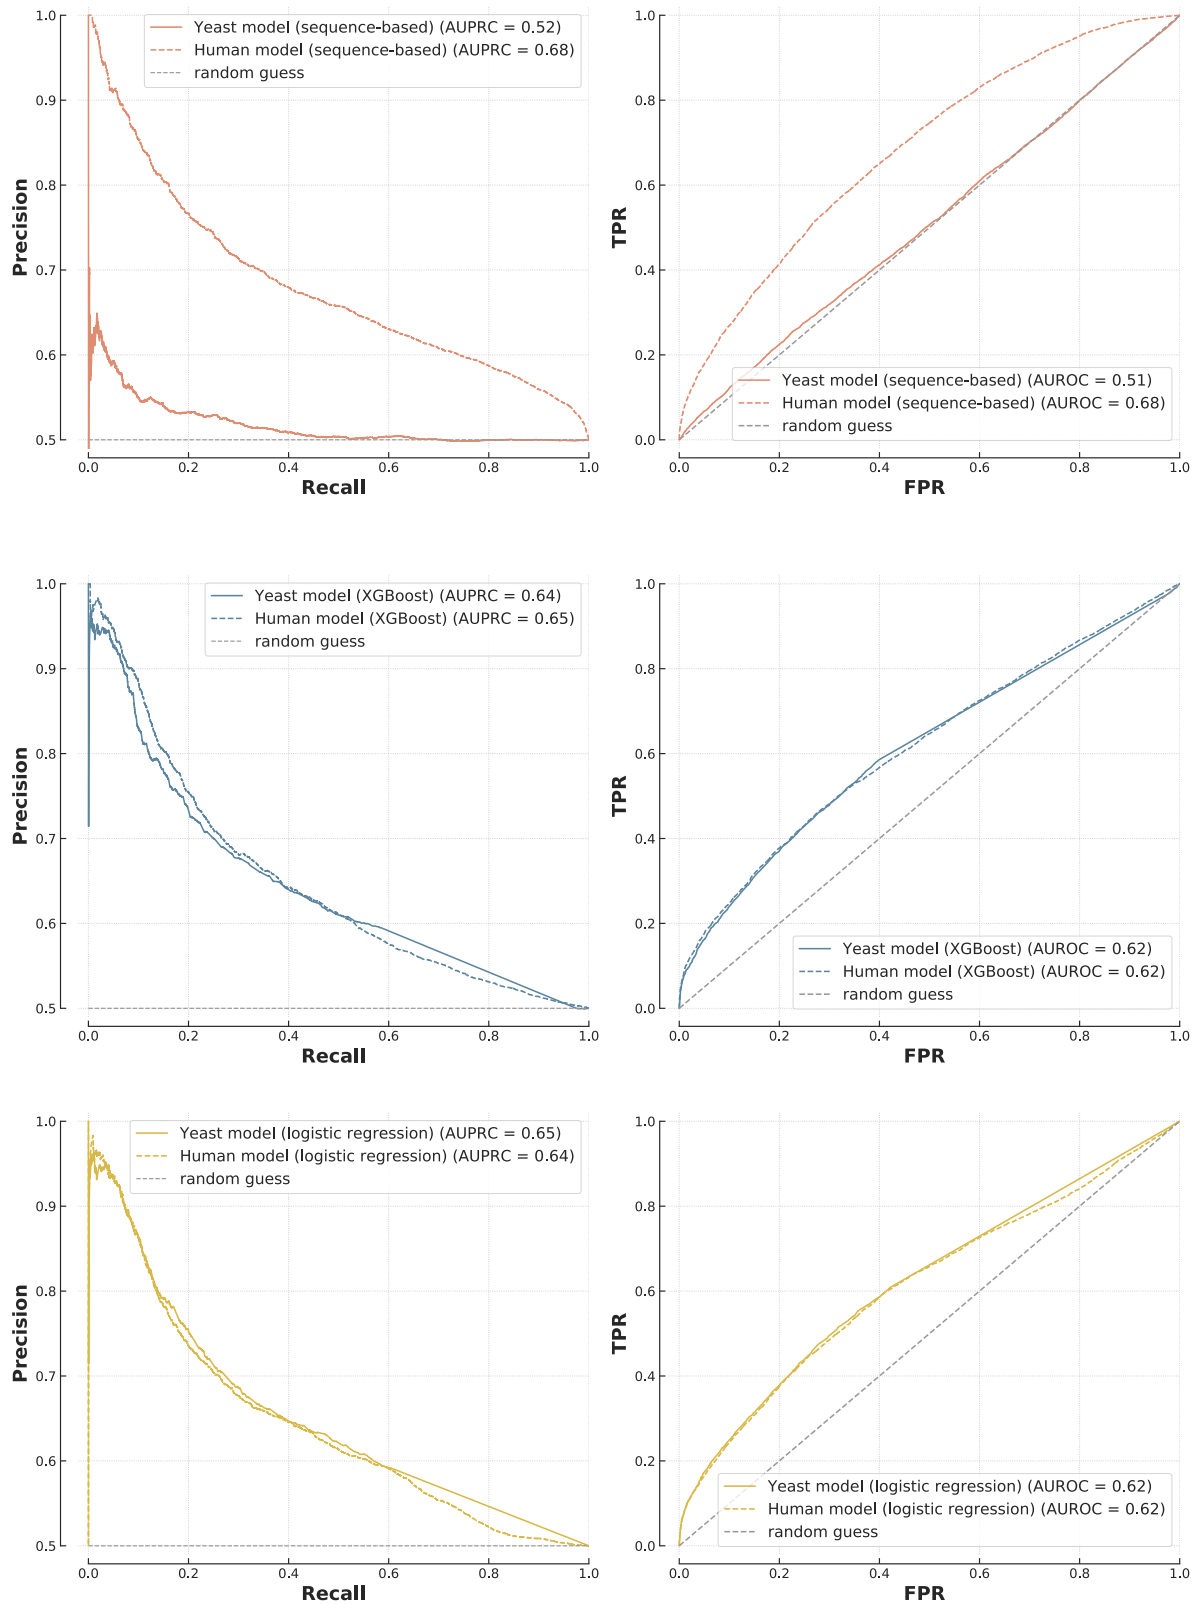 Yeast model (sequence-based) (AUPRC = 0.52)
Human model (sequence-based) (AUPRC = 0.68)
random guess
1.0
0.9
0.8
0.7
0.6
0.5
Precision
0.0 0.2 0.4 0.6 0.8 1.0
Recall
1.0
0.8
0.6
0.4
0.2
0.0
TPR
Yeast model (sequence-based) (AUROC = 0.51)
Human model (sequence-based) (AUROC = 0.68)
random guess
0.0 0.2 0.4 0.6 0.8 1.0
FPR
Yeast model (XGBoost) (AUPRC = 0.64)
Human model (XGBoost) (AUPRC = 0.65)
random guess
1.0
0.9
0.8
0.7
0.6
0.5
Precision
0.0 0.2 0.4 0.6 0.8 1.0
Recall
1.0
0.8
0.6
0.4
0.2
0.0
TPR
Yeast model (XGBoost) (AUROC = 0.62)
Human model (XGBoost) (AUROC = 0.62)
random guess
0.0 0.2 0.4 0.6 0.8 1.0
FPR
Yeast model (logistic regression) (AUPRC = 0.65)
Human model (logistic regression) (AUPRC = 0.64)
random guess
1.0
0.9
0.8
0.7
0.6
0.5
Precision
0.0 0.2 0.4 0.6 0.8 1.0
Recall
1.0
0.8
0.6
0.4
0.2
0.0
TPR
Yeast model (logistic regression) (AUROC = 0.62)
Human model (logistic regression) (AUROC = 0.62)
random guess
0.0 0.2 0.4 0.6 0.8 1.0
FPR